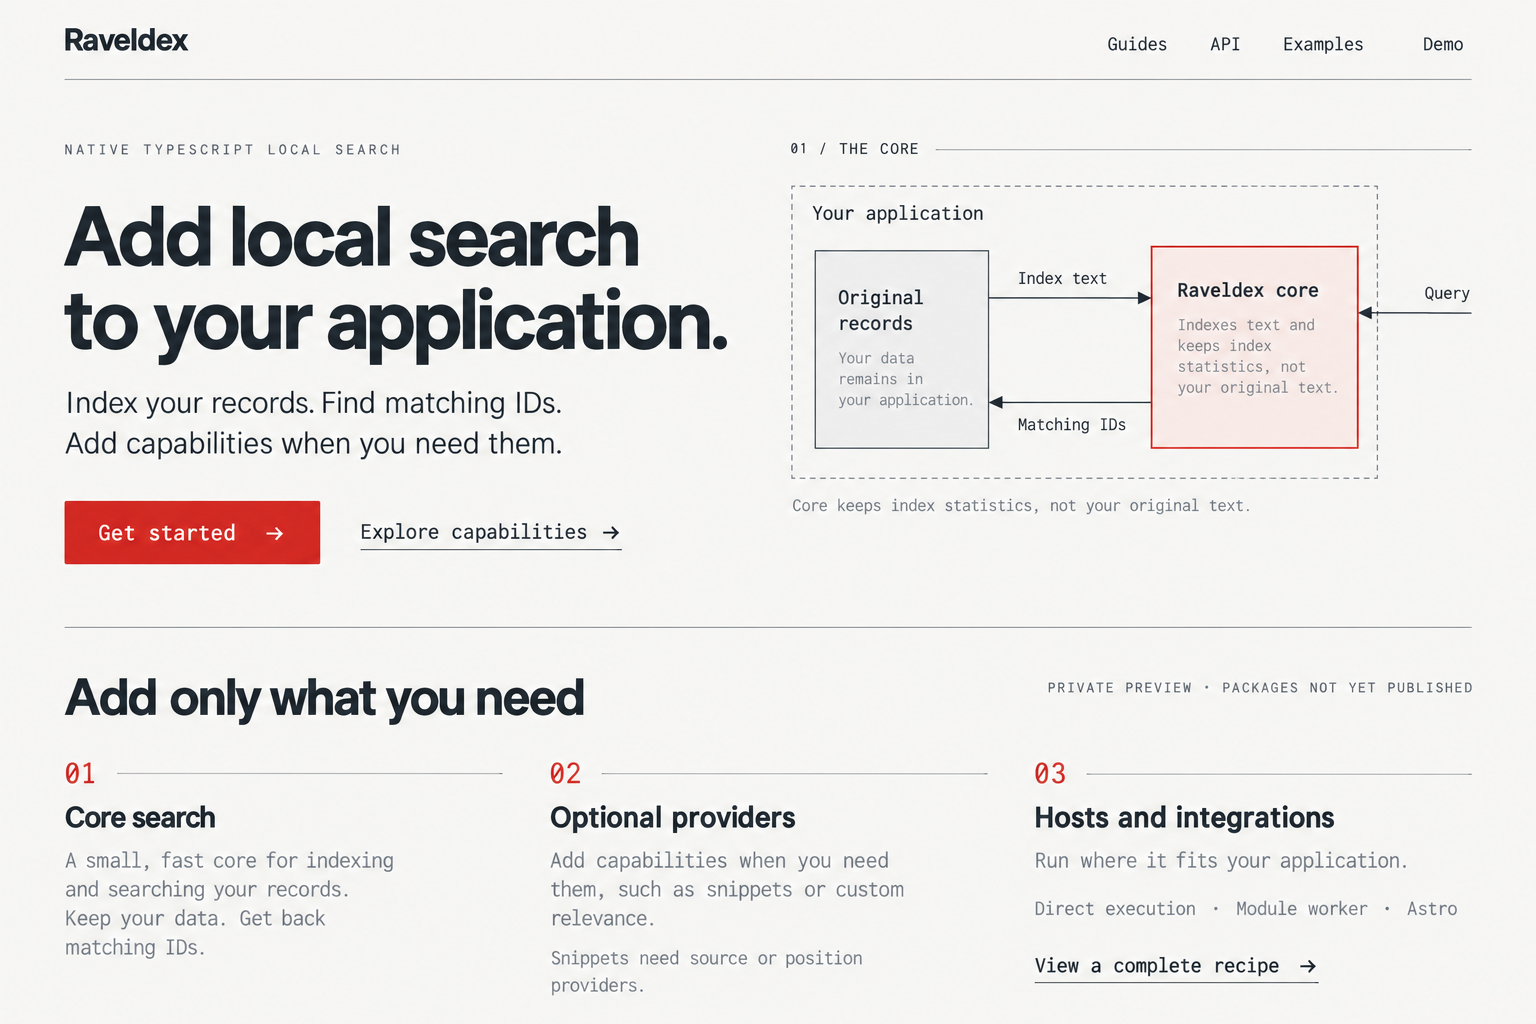 Raveldex
Guides API Examples Demo
NATIVE TYPESCRIPT LOCAL SEARCH
Add local search
to your application.
Index your records. Find matching IDs.
Add capabilities when you need them.
Get started →
Explore capabilities →
01 / THE CORE
Your application
Original
records
Your data
remains in
your application.
Index text
Matching IDs
Raveldex core
Indexes text and
keeps index
statistics, not
your original text.
Query
Core keeps index statistics, not your original text.
Add only what you need
PRIVATE PREVIEW · PACKAGES NOT YET PUBLISHED
01
Core search
A small, fast core for indexing
and searching your records.
Keep your data. Get back
matching IDs.
02
Optional providers
Add capabilities when you need
them, such as snippets or custom
relevance.
Snippets need source or position
providers.
03
Hosts and integrations
Run where it fits your application.
Direct execution · Module worker · Astro
View a complete recipe →